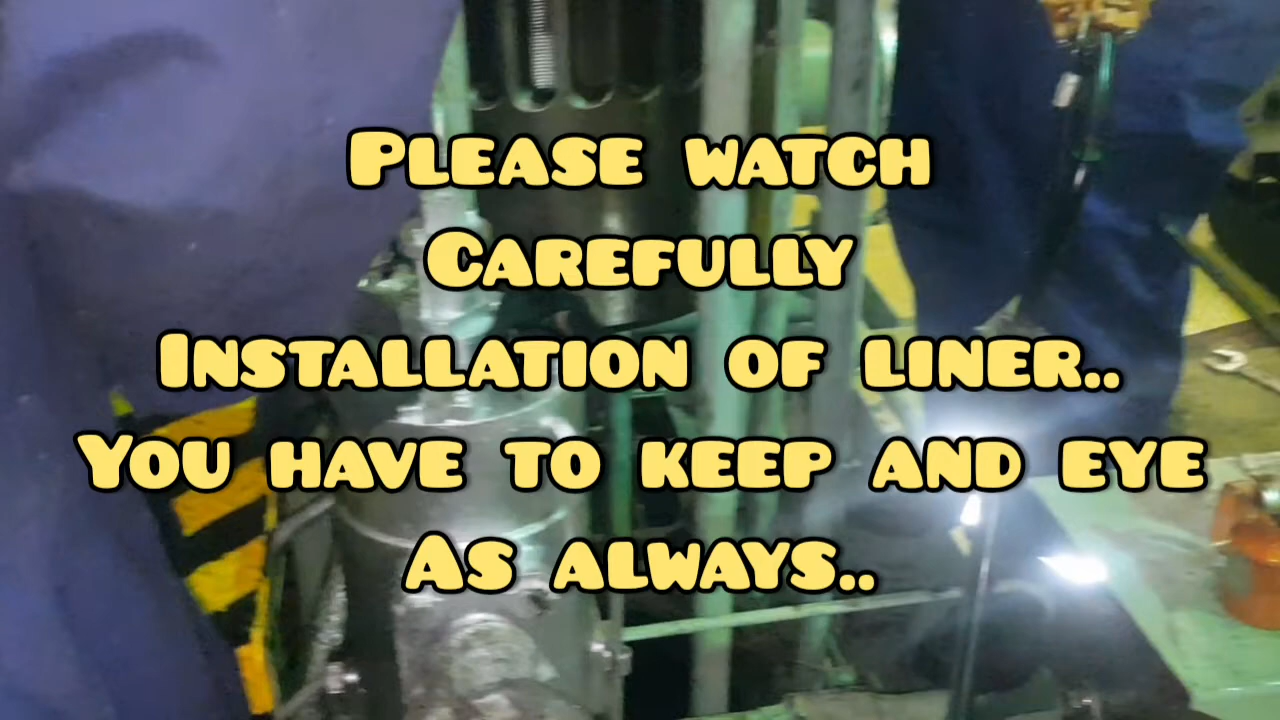 Please watch
Carefully
Installation of liner..
You have to keep and eye
As always..